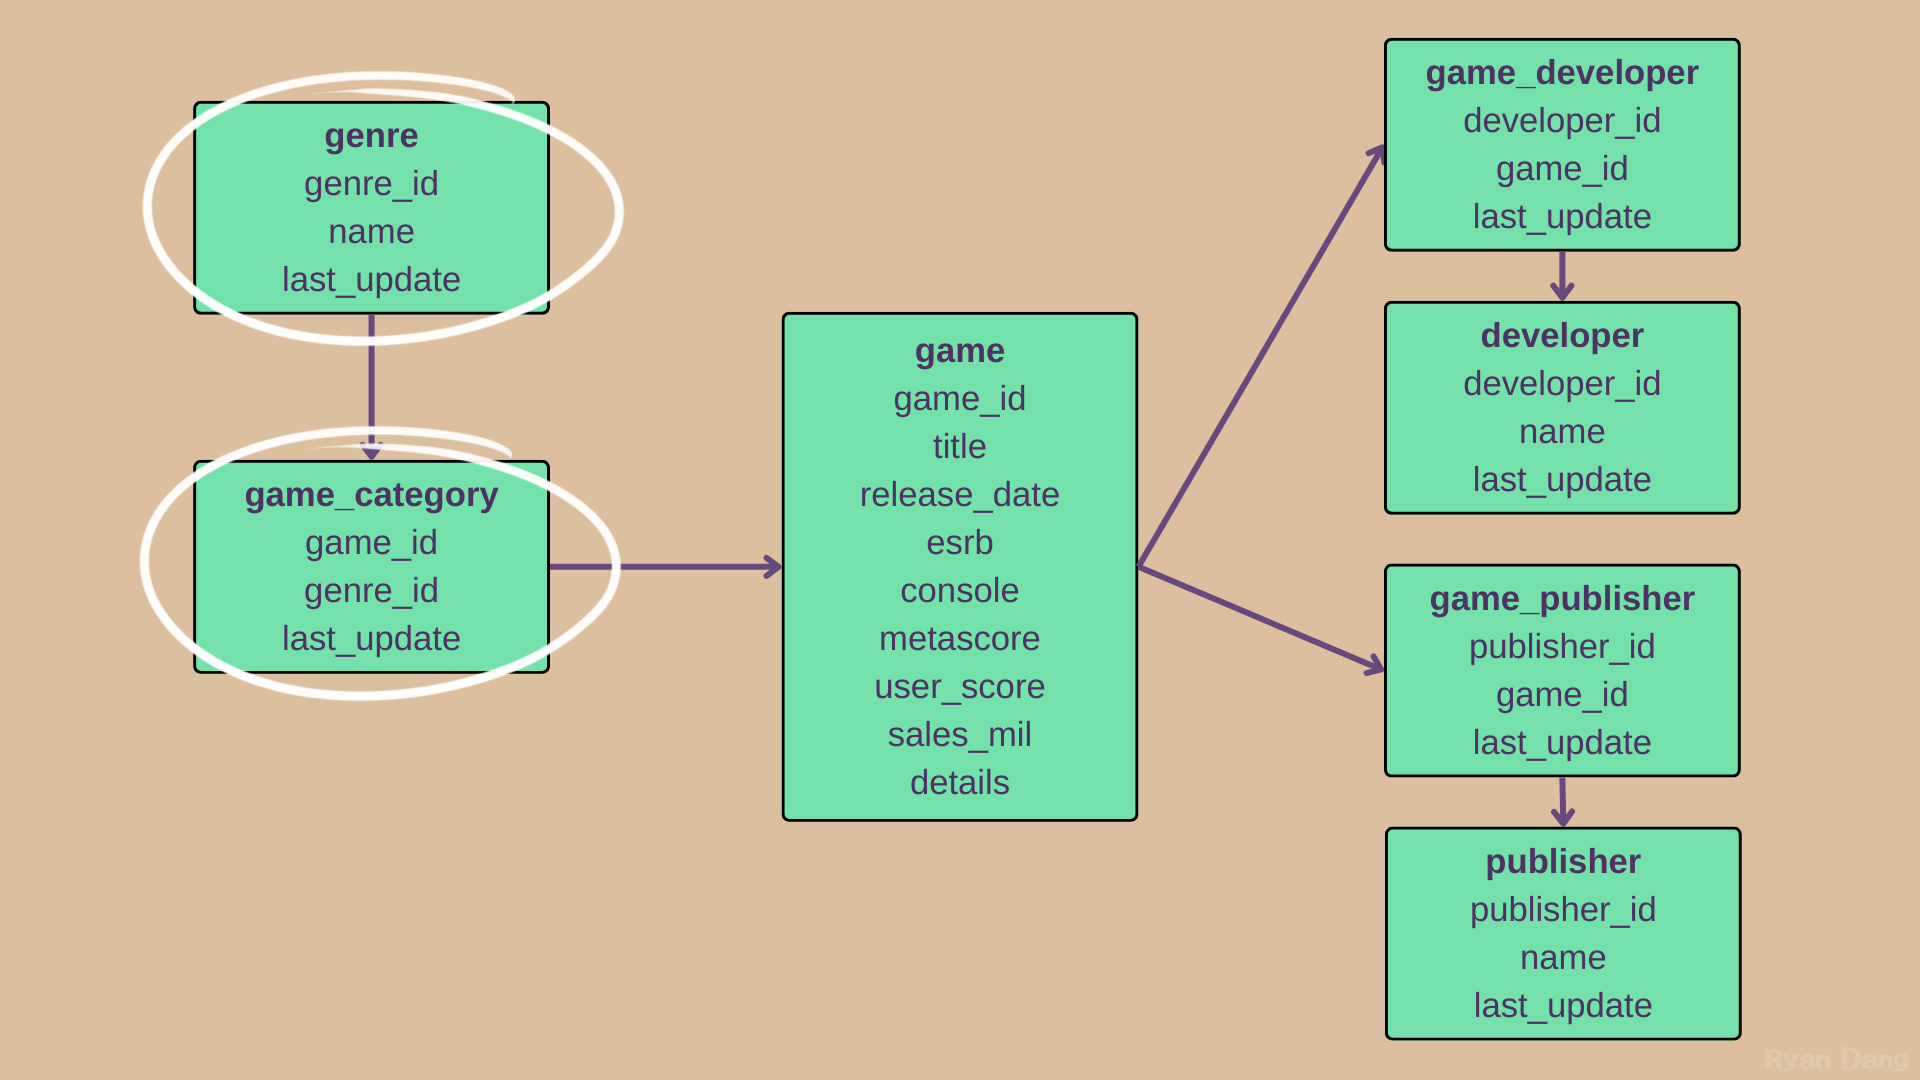 genre
genre_id
name
last_update
game_category
game_id
genre_id
last_update
game
game_id
title
release_date
esrb
console
metascore
user_score
sales_mil
details
game_developer
developer_id
game_id
last_update
developer
developer_id
name
last_update
game_publisher
publisher_id
game_id
last_update
publisher
publisher_id
name
last_update
Ryan Dang